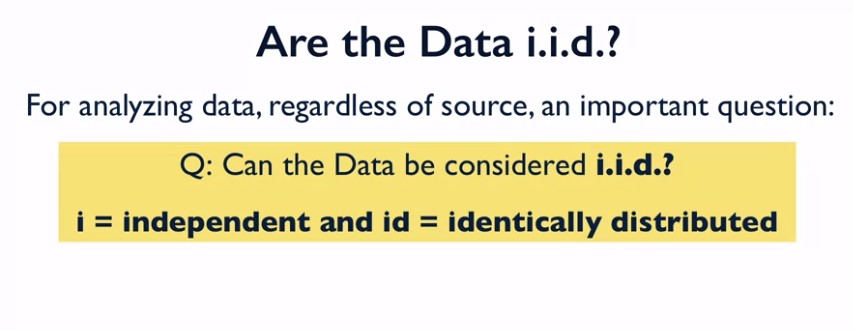 Are the Data i.i.d.?
For analyzing data, regardless of source, an important question:
Q: Can the Data be considered i.i.d.?
i = independent and id = identically distributed